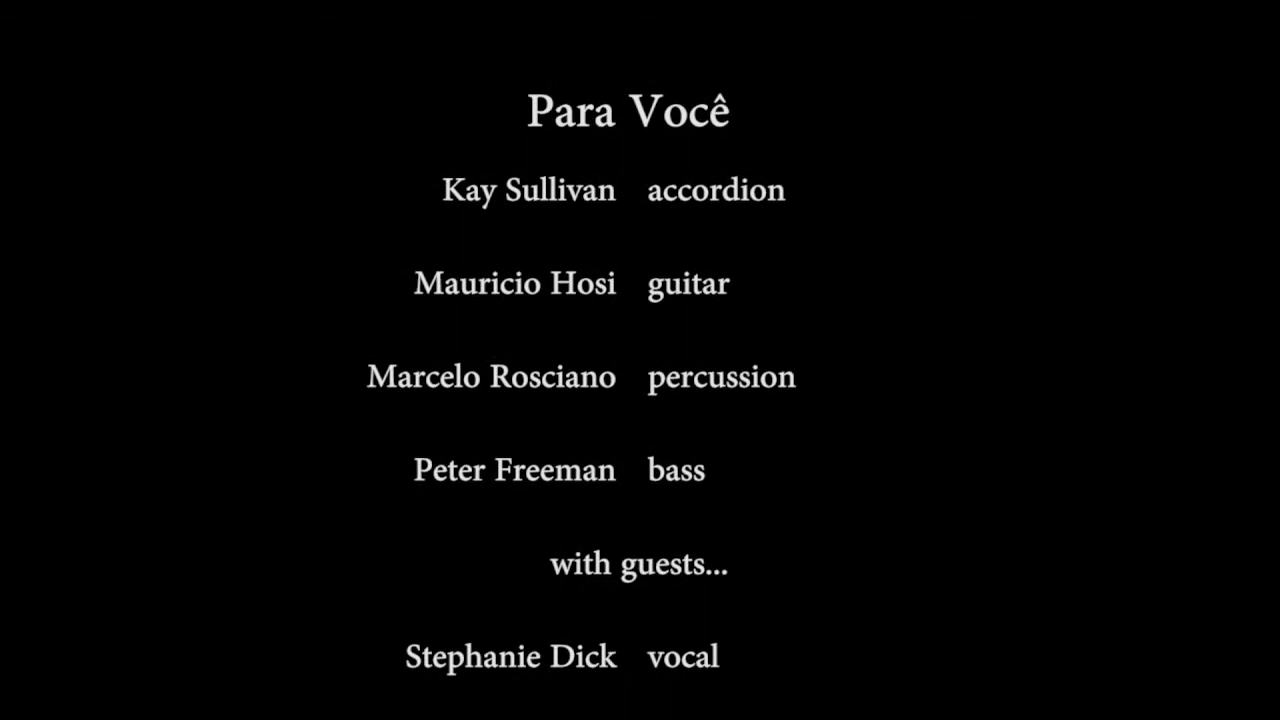 Para Você
Kay Sullivan accordion
Mauricio Hosi guitar
Marcelo Rosciano percussion
Peter Freeman bass
with guests...
Stephanie Dick vocal